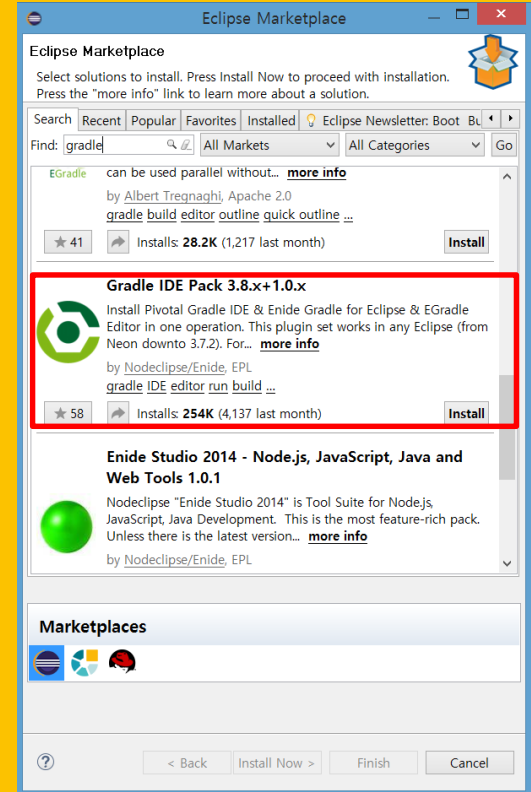 Eclipse Marketplace
Eclipse Marketplace
Select solutions to install. Press Install Now to proceed with installation.
Press the "more info" link to learn more about a solution.
Search Recent Popular Favorites Installed Eclipse Newsletter: Boot
Find: gradle All Markets All Categories Go
EGradle can be used parallel without... more info
by Albert Tregnaghi, Apache 2.0
gradle build editor outline quick outline ...
41 Installs: 28.2K (1,217 last month) Install
Gradle IDE Pack 3.8.x+1.0.x
Install Pivotal Gradle IDE & Enide Gradle for Eclipse & EGradle
Editor in one operation. This plugin set works in any Eclipse (from
Neon downto 3.7.2). For... more info
by Nodeclipse/Enide, EPL
gradle IDE editor run build ...
58 Installs: 254K (4,137 last month) Install
Enide Studio 2014 - Node.js, JavaScript, Java and
Web Tools 1.0.1
Nodeclipse "Enide Studio 2014" is Tool Suite for Node.js,
JavaScript, Java Development. This is the most feature-rich pack.
Unless there is the latest version... more info
by Nodeclipse/Enide, EPL
Marketplaces
< Back Install Now > Finish Cancel